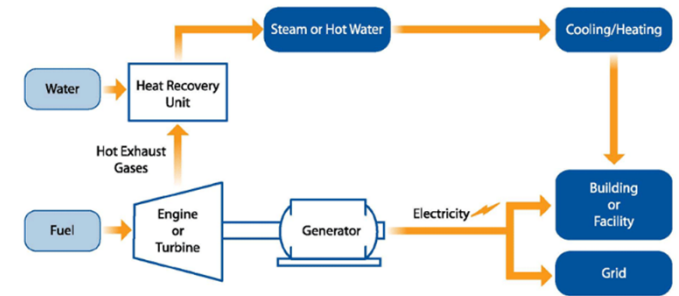 Steam or Hot Water
Cooling/Heating
Water
Heat Recovery
Unit
Hot Exhaust
Gases
Building
or
Facility
Fuel
Engine
or
Turbine
Generator
Electricity
Grid